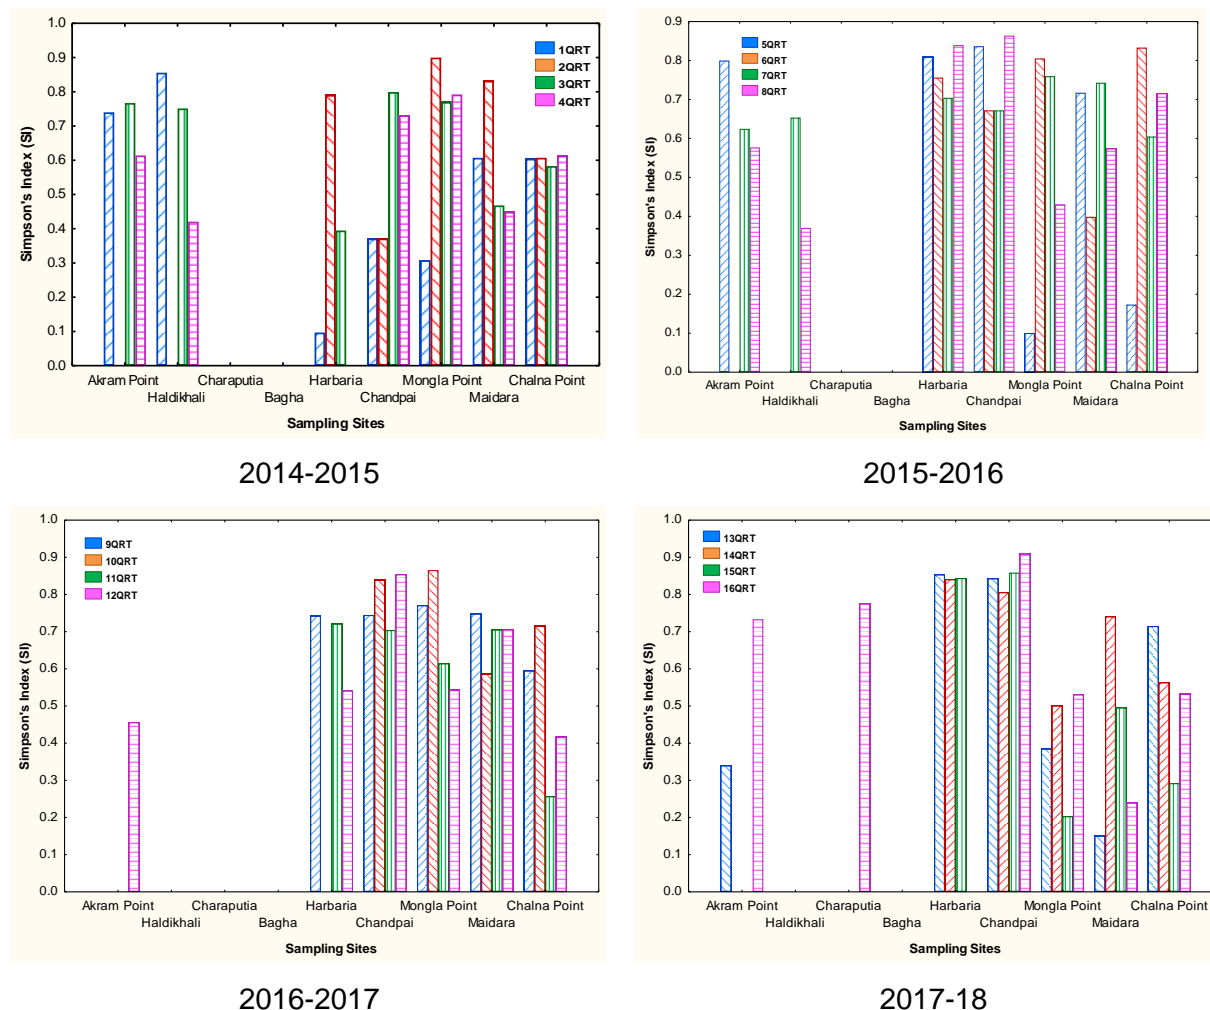 1.0
0.9
0.8
0.7
0.6
0.5
0.4
0.3
0.2
0.1
0.0
Simpson's Index (SI)
1QRT
2QRT
3QRT
4QRT
Akram Point
Charaputia
Harbaria
Mongla Point
Chalna Point
Haldikhali
Bagha
Chandpai
Maidara
Sampling Sites
2014-2015
0.9
0.8
0.7
0.6
0.5
0.4
0.3
0.2
0.1
0.0
Simpson's Index (SI)
5QRT
6QRT
7QRT
8QRT
Akram Point
Charaputia
Harbaria
Mongla Point
Chalna Point
Haldikhali
Bagha
Chandpai
Maidara
Sampling Sites
2015-2016
1.0
0.9
0.8
0.7
0.6
0.5
0.4
0.3
0.2
0.1
0.0
Simpson's Index (SI)
9QRT
10QRT
11QRT
12QRT
Akram Point
Charaputia
Harbaria
Mongla Point
Chalna Point
Haldikhali
Bagha
Chandpai
Maidara
Sampling Sites
2016-2017
1.0
0.9
0.8
0.7
0.6
0.5
0.4
0.3
0.2
0.1
0.0
Simpson's Index (SI)
13QRT
14QRT
15QRT
16QRT
Akram Point
Charaputia
Harbaria
Mongla Point
Chalna Point
Haldikhali
Bagha
Chandpai
Maidara
Sampling Sites
2017-18